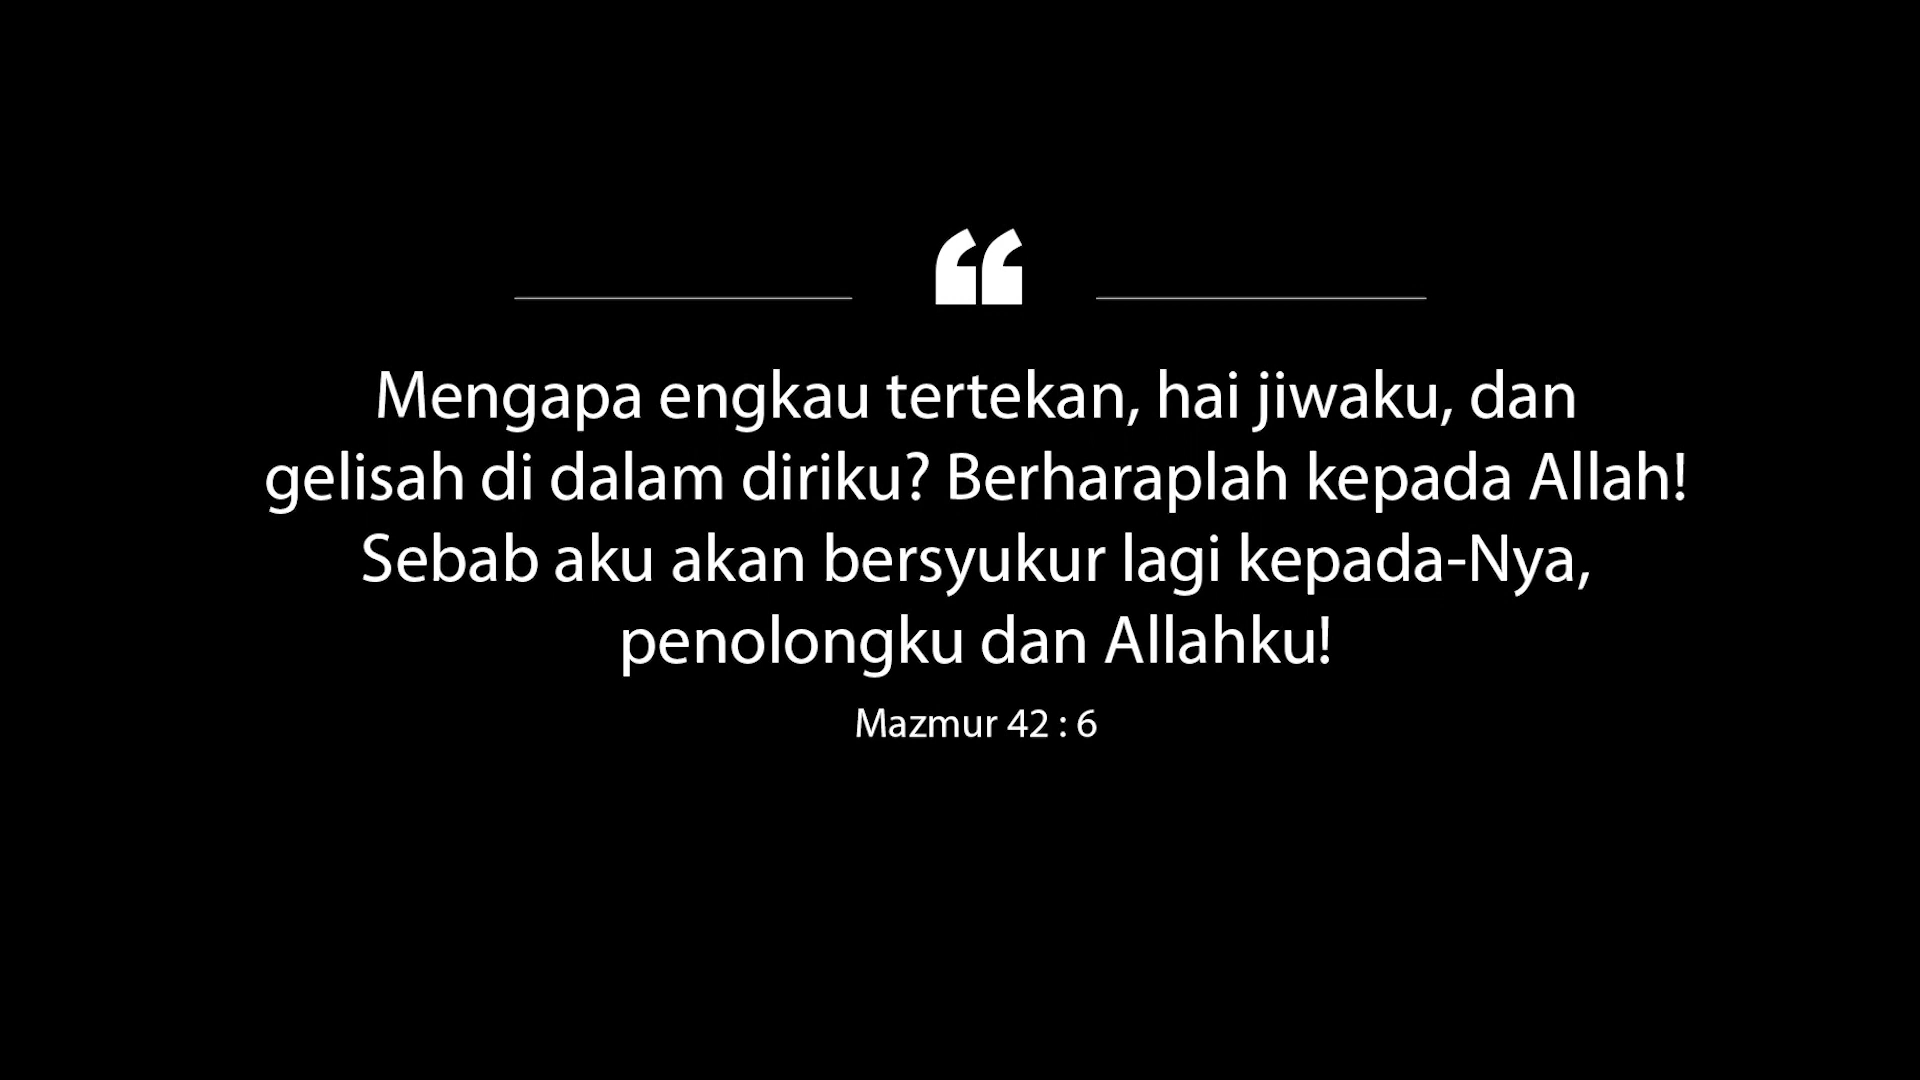 “
Mengapa engkau tertekan, hai jiwaku, dan
gelisah di dalam diriku? Berharaplah kepada Allah!
Sebab aku akan bersyukur lagi kepada-Nya,
penolongku dan Allahku!
Mazmur 42 : 6